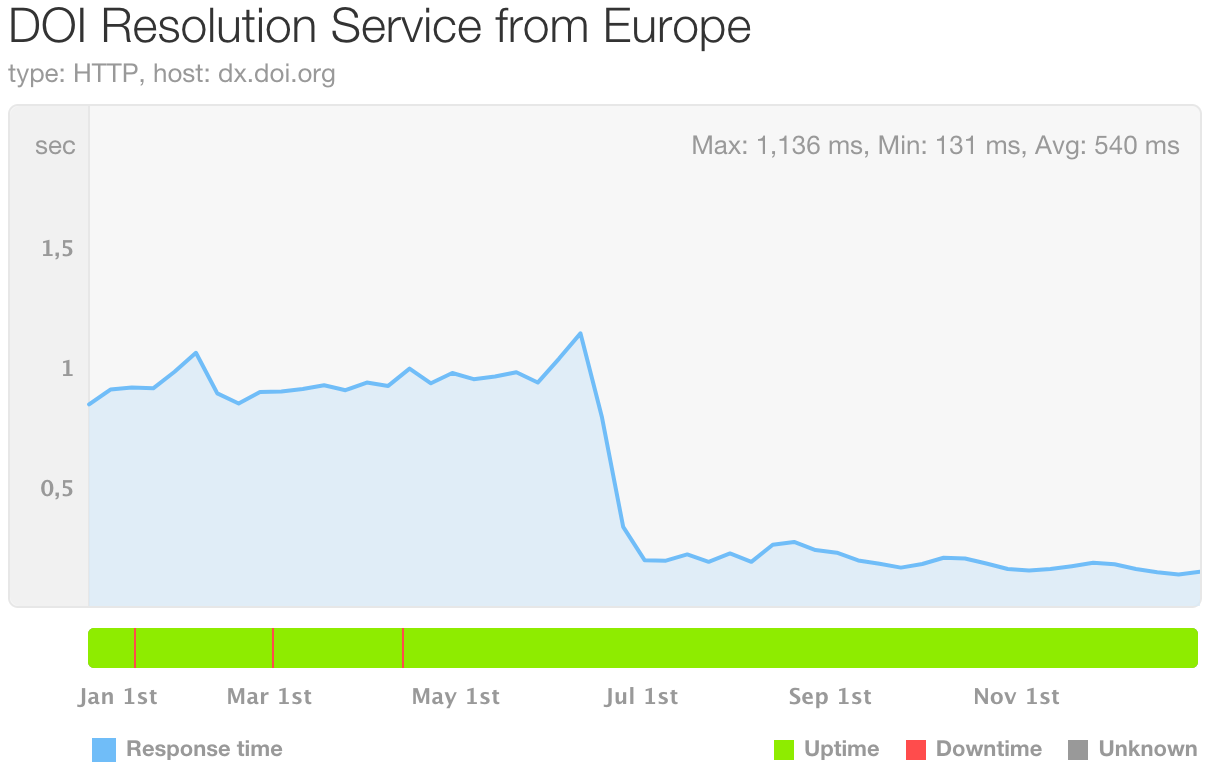 DOI Resolution Service from Europe
type: HTTP, host: dx.doi.org
sec
Max: 1,136 ms, Min: 131 ms, Avg: 540 ms
1,5
1
0,5
Jan 1st Mar 1st May 1st Jul 1st Sep 1st Nov 1st
Response time Uptime Downtime Unknown